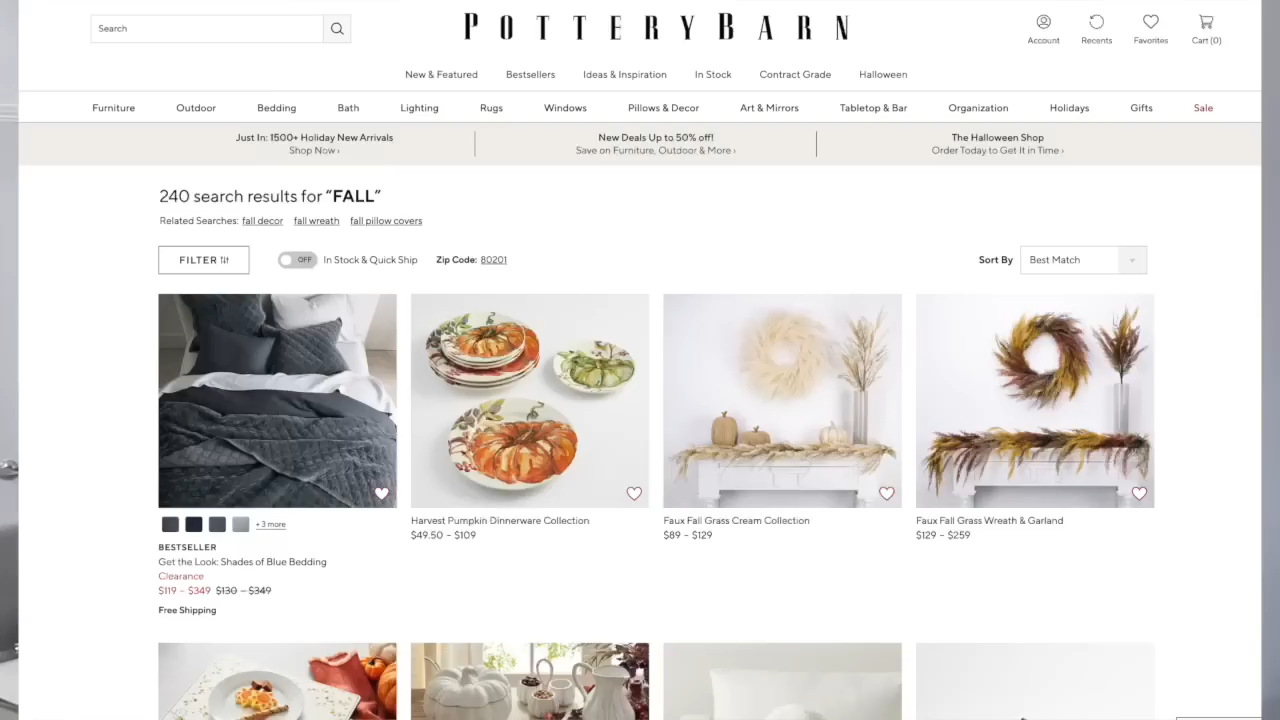 Search
POTTERYBARN
Account
Recents
Favorites
Cart (0)
New & Featured
Bestsellers
Ideas & Inspiration
In Stock
Contract Grade
Halloween
Furniture
Outdoor
Bedding
Bath
Lighting
Rugs
Windows
Pillows & Decor
Art & Mirrors
Tabletop & Bar
Organization
Holidays
Gifts
Sale
Just In: 1500+ Holiday New Arrivals
Shop Now ›
New Deals Up to 50% off!
Save on Furniture, Outdoor & More ›
The Halloween Shop
Order Today to Get It in Time ›
240 search results for “FALL”
Related Searches: fall decor fall wreath fall pillow covers
FILTER
OFF
In Stock & Quick Ship
Zip Code: 80201
Sort By
Best Match
+ 3 more
BESTSELLER
Get the Look: Shades of Blue Bedding
Clearance
$119 – $349 $130 – $349
Free Shipping
Harvest Pumpkin Dinnerware Collection
$49.50 – $109
Faux Fall Grass Cream Collection
$89 – $129
Faux Fall Grass Wreath & Garland
$129 – $259